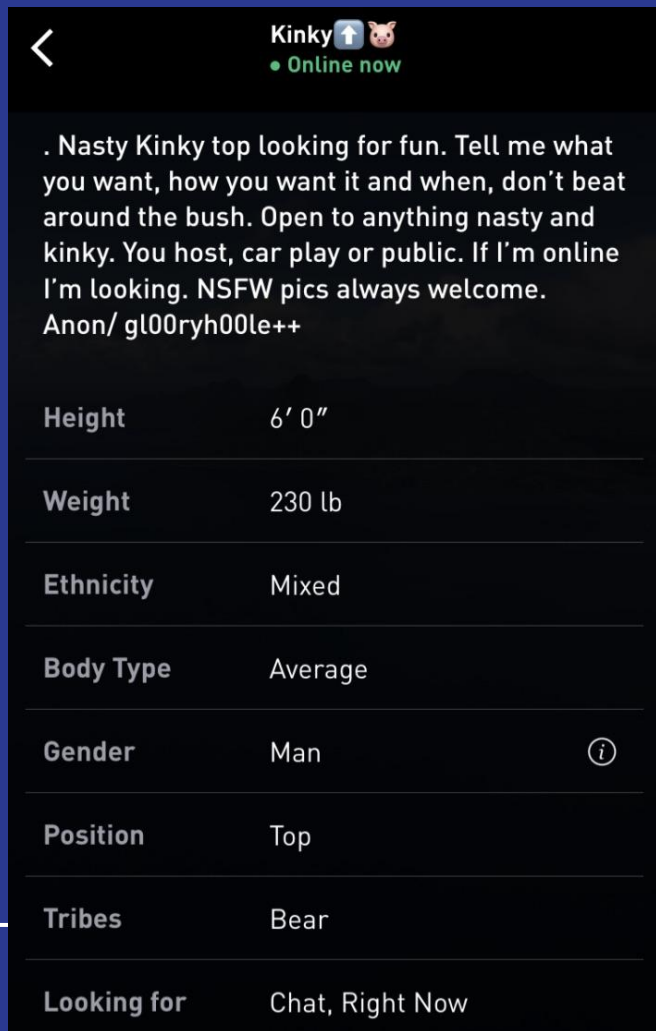 Kinky⬆️🐷
• Online now
. Nasty Kinky top looking for fun. Tell me what
you want, how you want it and when, don’t beat
around the bush. Open to anything nasty and
kinky. You host, car play or public. If I’m online
I’m looking. NSFW pics always welcome.
Anon/ gl00ryh00le++
Height 6′ 0″
Weight 230 lb
Ethnicity Mixed
Body Type Average
Gender Man
Position Top
Tribes Bear
Looking for Chat, Right Now